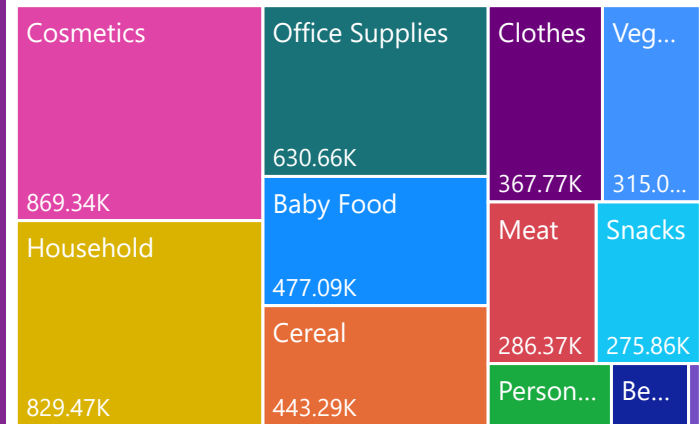 Cosmetics
869.34K
Household
829.47K
Office Supplies
630.66K
Baby Food
477.09K
Cereal
443.29K
Clothes
367.77K
Veg...
315.0...
Meat
286.37K
Snacks
275.86K
Person...
Be...